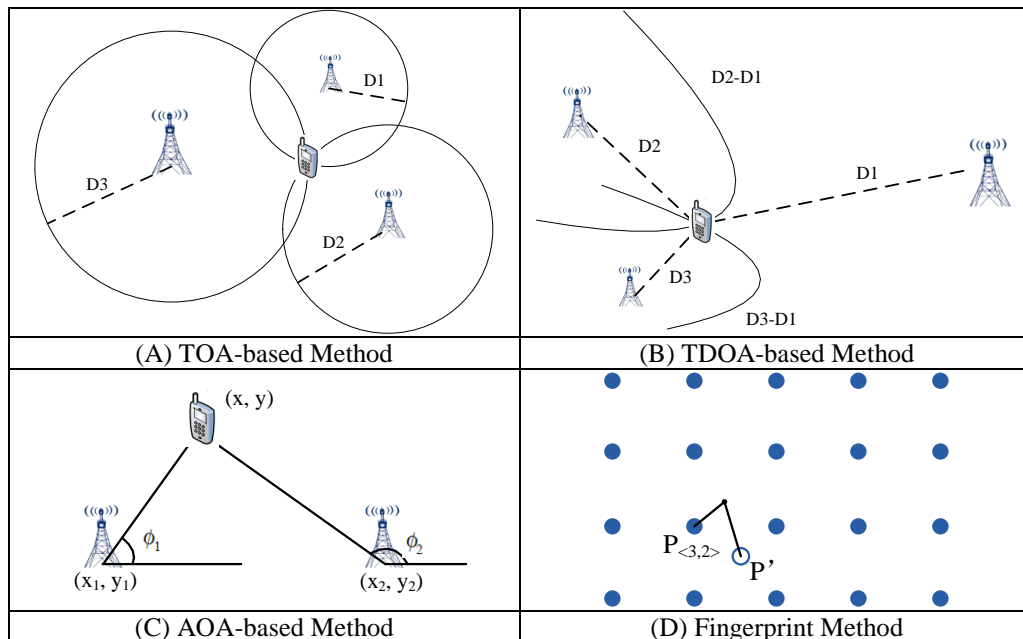 D1
D3
D2
(A) TOA-based Method
D2-D1
D2
D1
D3
D3-D1
(B) TDOA-based Method
(x, y)
ϕ₁
ϕ₂
(x₁, y₁)
(x₂, y₂)
(C) AOA-based Method
P<3,2>
P’
(D) Fingerprint Method